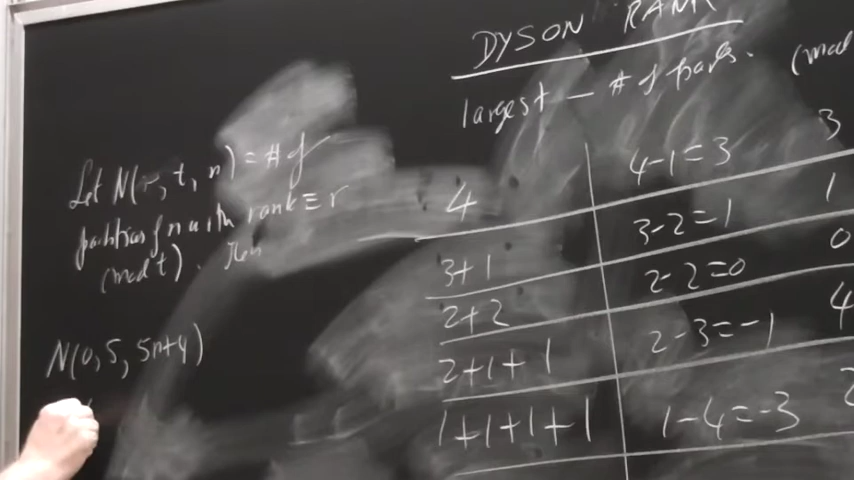 DYSON RANK
largest - # of parts. (mod
Let N(r, t, n) = # of
partitions of n with rank ≡ r
(mod t). Then
N(0, 5, 5n+4)
4 4-1=3 3
3+1 3-2=1 1
2+2 2-2=0 0
2+1+1 2-3=-1 4
1+1+1+1 1-4=-3 2